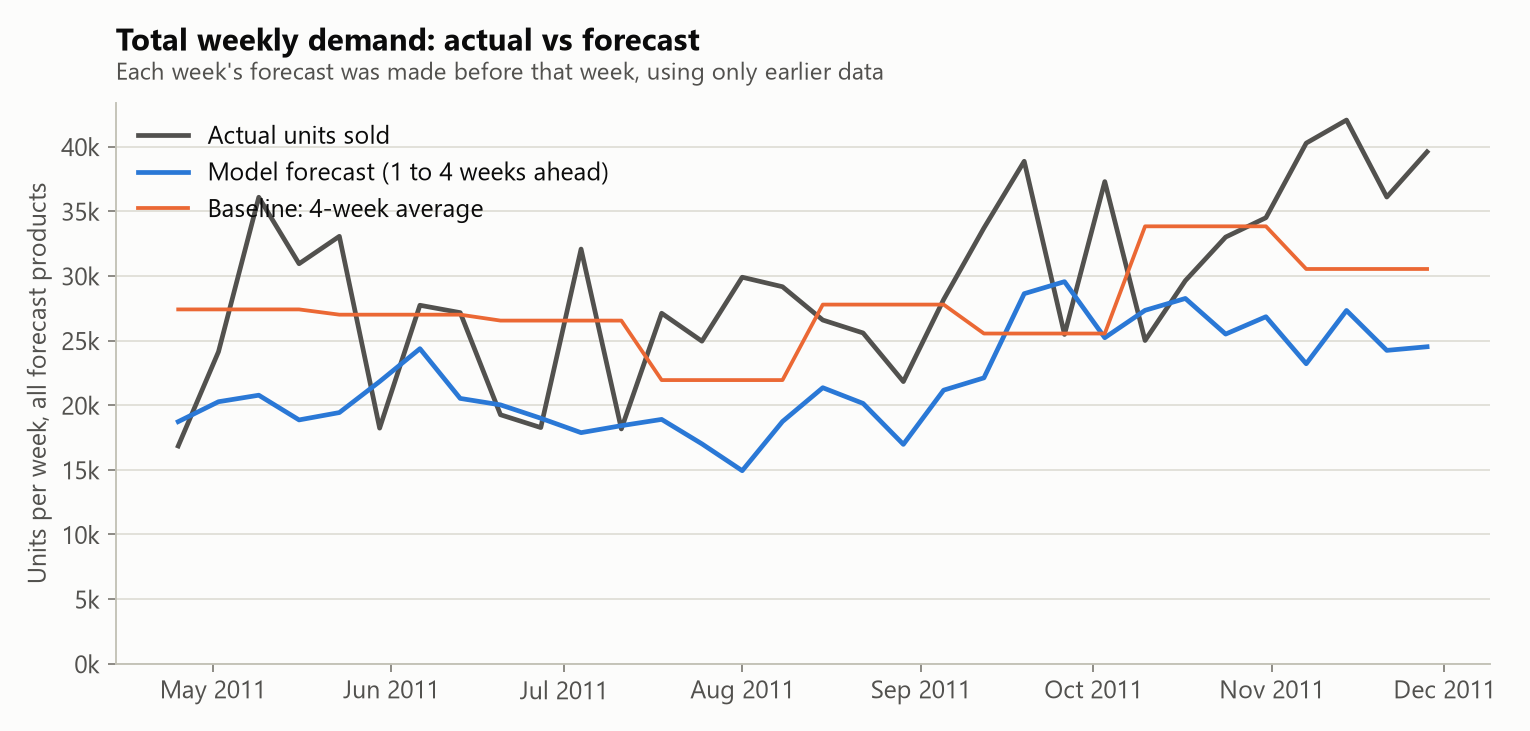 Total weekly demand: actual vs forecast
Each week's forecast was made before that week, using only earlier data
Actual units sold
Model forecast (1 to 4 weeks ahead)
Baseline: 4-week average
Units per week, all forecast products
40k
35k
30k
25k
20k
15k
10k
5k
0k
May 2011
Jun 2011
Jul 2011
Aug 2011
Sep 2011
Oct 2011
Nov 2011
Dec 2011